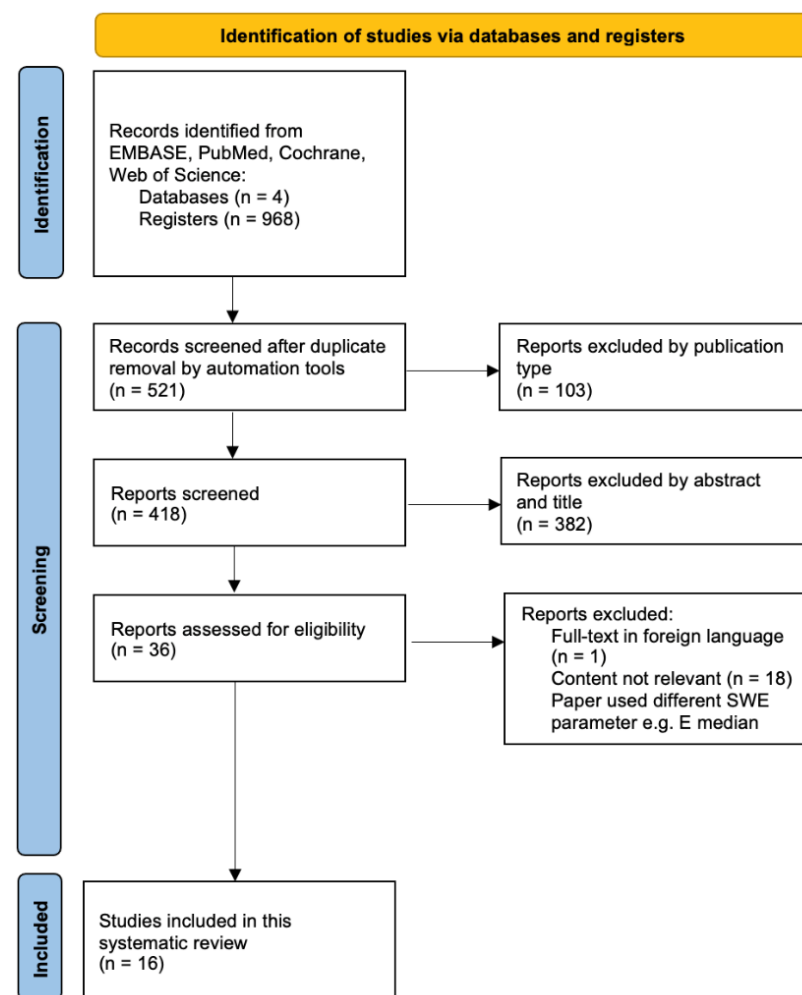 Identification of studies via databases and registers
Identification
Records identified from
EMBASE, PubMed, Cochrane,
Web of Science:
Databases (n = 4)
Registers (n = 968)
Screening
Records screened after duplicate
removal by automation tools
(n = 521)
Reports excluded by publication
type
(n = 103)
Reports screened
(n = 418)
Reports excluded by abstract
and title
(n = 382)
Reports assessed for eligibility
(n = 36)
Reports excluded:
Full-text in foreign language
(n = 1)
Content not relevant (n = 18)
Paper used different SWE
parameter e.g. E median
Included
Studies included in this
systematic review
(n = 16)